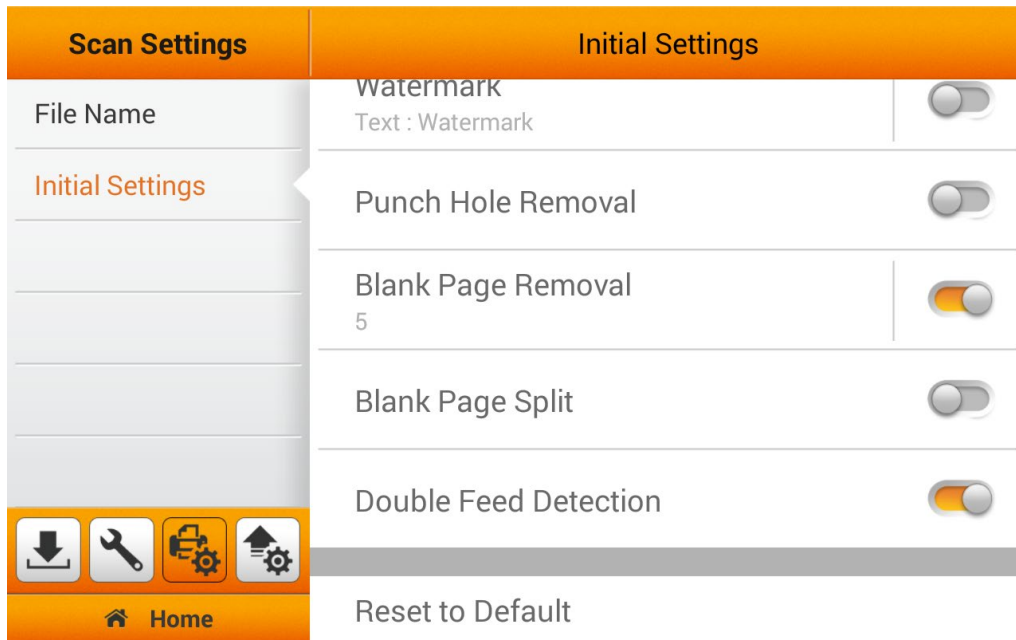 Scan Settings
Initial Settings
File Name
Initial Settings
Watermark
Text : Watermark
Punch Hole Removal
Blank Page Removal
5
Blank Page Split
Double Feed Detection
Reset to Default
Home